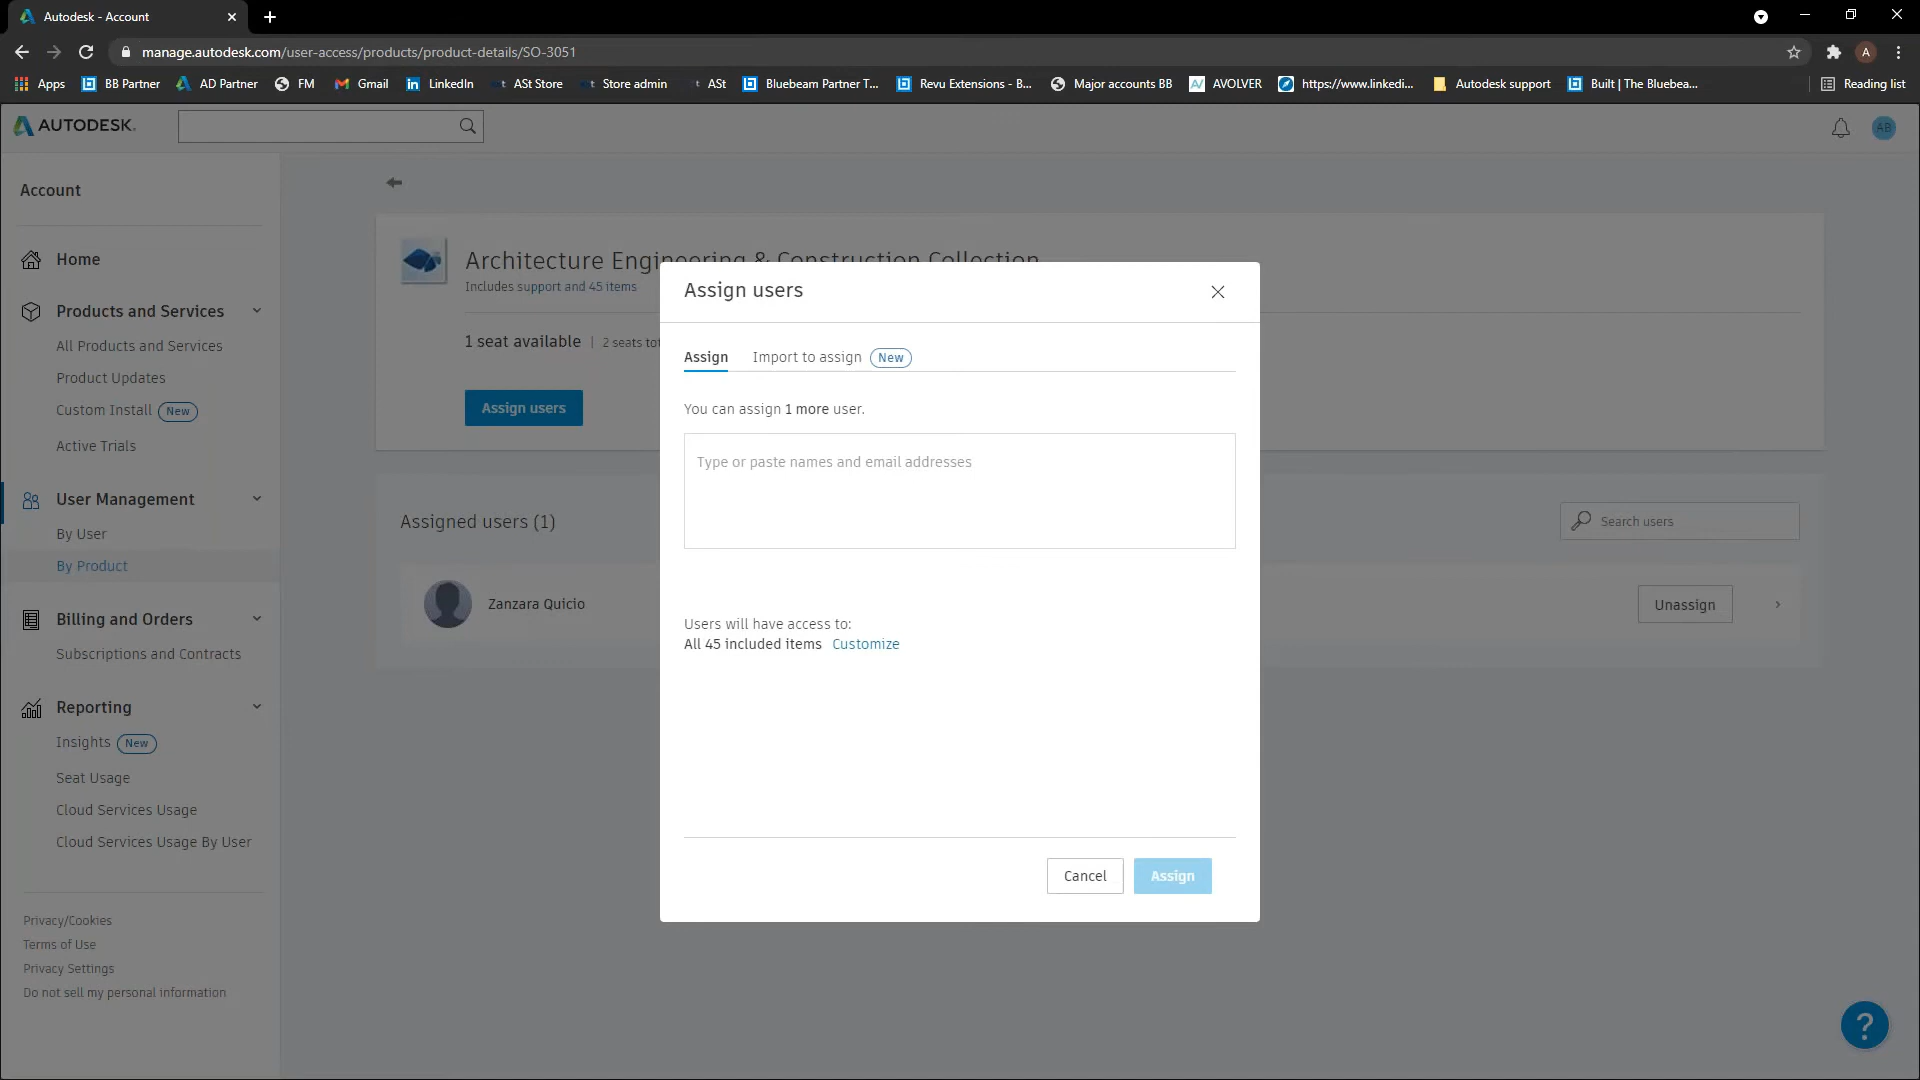 Autodesk - Account
manage.autodesk.com/user-access/products/product-details/SO-3051
A
Apps
BB Partner
AD Partner
FM
Gmail
LinkedIn
ASt Store
Store admin
ASt
Bluebeam Partner T...
Revu Extensions - B...
Major accounts BB
AVOLVER
https://www.linkedi...
Autodesk support
Built | The Bluebea...
Reading list
AUTODESK.
AB
Account
Home
Products and Services
All Products and Services
Product Updates
Custom Install New
Active Trials
User Management
By User
By Product
Billing and Orders
Subscriptions and Contracts
Reporting
Insights New
Seat Usage
Cloud Services Usage
Cloud Services Usage By User
Privacy/Cookies
Terms of Use
Privacy Settings
Do not sell my personal information
Architecture Engineering & Construction Collection
Includes support and 45 items
1 seat available | 2 seats to
Assign users
Assigned users (1)
Search users
Zanzara Quicio
Unassign
Assign users
Assign
Import to assign New
You can assign 1 more user.
Type or paste names and email addresses
Users will have access to:
All 45 included items Customize
Cancel
Assign
?